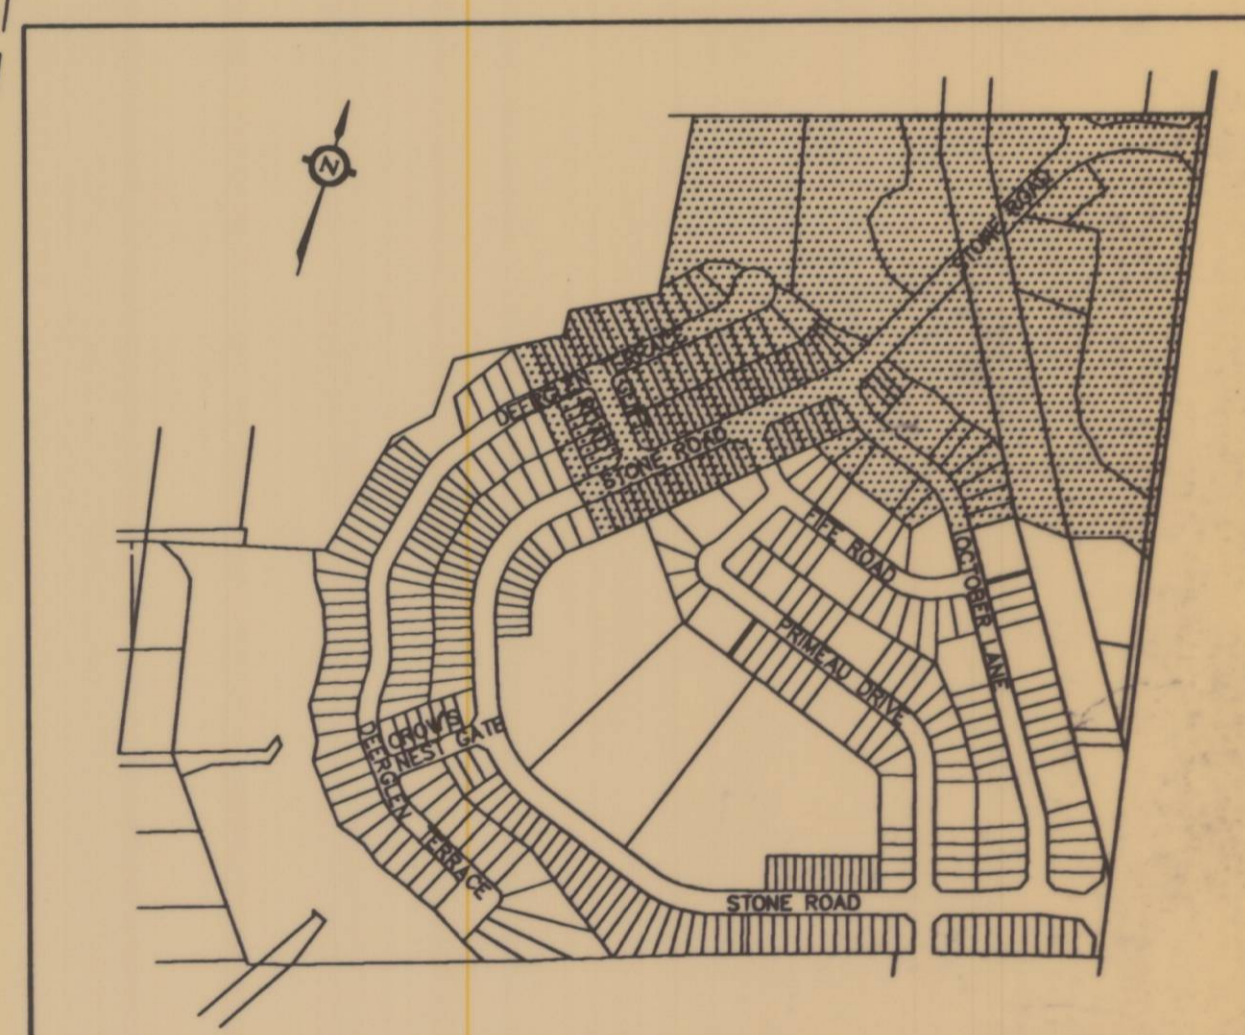 N
STONE ROAD
DEERGLEN TERRACE
STONE ROAD
FIFE ROAD
OCTOBER LANE
PRIMEAU DRIVE
CROW'S
NEST GATE
DEERGLEN TERRACE
STONE ROAD